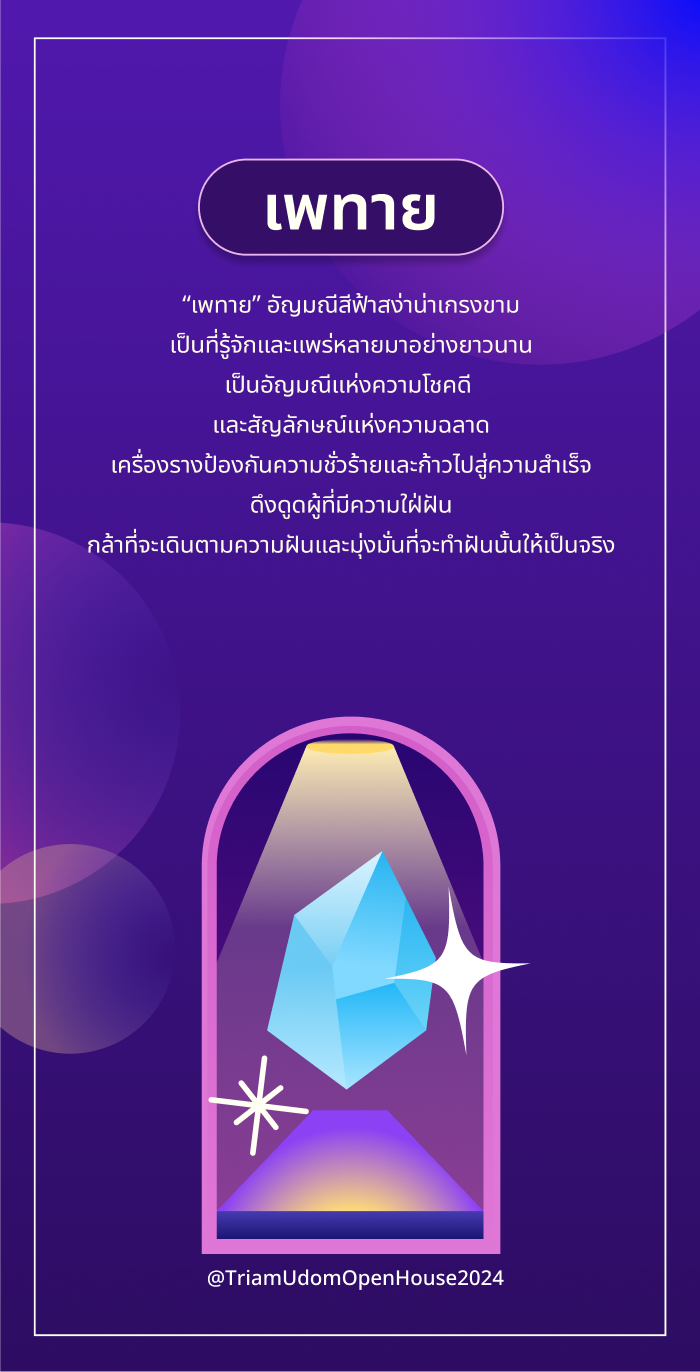 เพทาย
“เพทาย” อัญมณีสีฟ้าสง่าน่าเกรงขาม
เป็นที่รู้จักและแพร่หลายมาอย่างยาวนาน
เป็นอัญมณีแห่งความโชคดี
และสัญลักษณ์แห่งความฉลาด
เครื่องรางป้องกันความชั่วร้ายและก้าวไปสู่ความสำเร็จ
ดึงดูดผู้ที่มีความใฝ่ฝัน
กล้าที่จะเดินตามความฝันและมุ่งมั่นที่จะทำฝันนั้นให้เป็นจริง
@TriamUdomOpenHouse2024